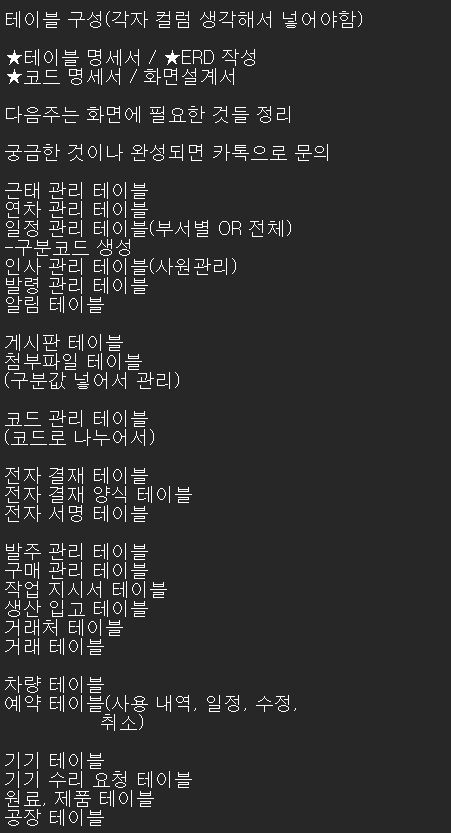 테이블 구성(각자 컬럼 생각해서 넣어야함)
★테이블 명세서 / ★ERD 작성
★코드 명세서 / 화면설계서
다음주는 화면에 필요한 것들 정리
궁금한 것이나 완성되면 카톡으로 문의
근태 관리 테이블
연차 관리 테이블
일정 관리 테이블(부서별 OR 전체)
-구분코드 생성
인사 관리 테이블(사원관리)
발령 관리 테이블
알림 테이블
게시판 테이블
첨부파일 테이블
(구분값 넣어서 관리)
코드 관리 테이블
(코드로 나누어서)
전자 결재 테이블
전자 결재 양식 테이블
전자 서명 테이블
발주 관리 테이블
구매 관리 테이블
작업 지시서 테이블
생산 입고 테이블
거래처 테이블
거래 테이블
차량 테이블
예약 테이블(사용 내역, 일정, 수정,
취소)
기기 테이블
기기 수리 요청 테이블
원료, 제품 테이블
공장 테이블